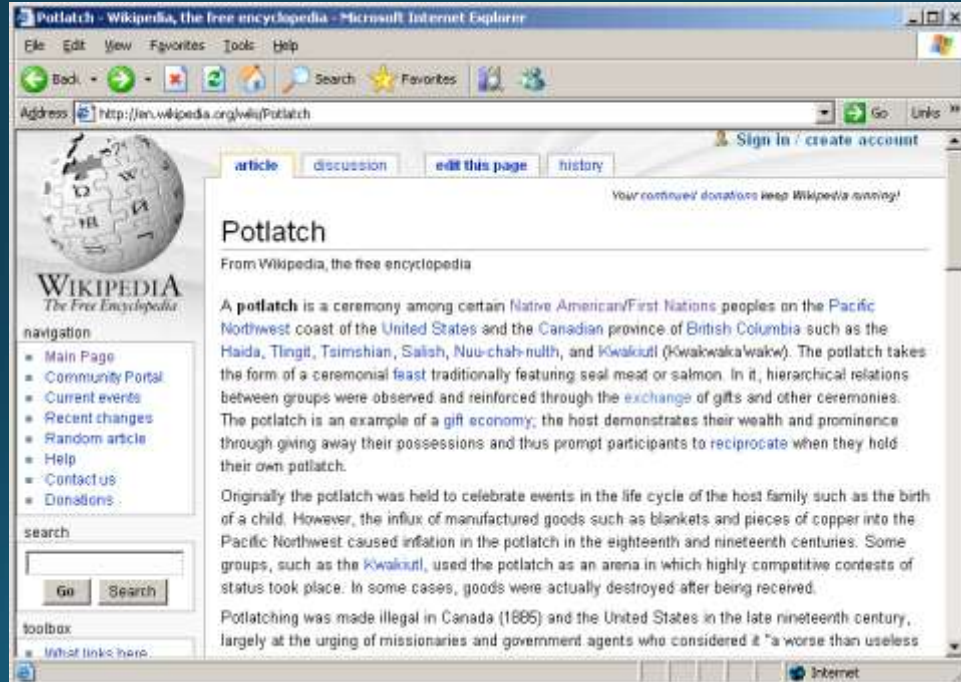 Potlatch - Wikipedia, the free encyclopedia - Microsoft Internet Explorer
File Edit View Favorites Tools Help
Back Search Favorites
Address http://en.wikipedia.org/wiki/Potlatch Go Links »
Sign in / create account
article discussion edit this page history
Your continued donations keep Wikipedia running!
Potlatch
From Wikipedia, the free encyclopedia
A potlatch is a ceremony among certain Native American/First Nations peoples on the Pacific
Northwest coast of the United States and the Canadian province of British Columbia such as the
Haida, Tlingit, Tsimshian, Salish, Nuu-chah-nulth, and Kwakiutl (Kwakwaka'wakw). The potlatch takes
the form of a ceremonial feast traditionally featuring seal meat or salmon. In it, hierarchical relations
between groups were observed and reinforced through the exchange of gifts and other ceremonies.
The potlatch is an example of a gift economy; the host demonstrates their wealth and prominence
through giving away their possessions and thus prompt participants to reciprocate when they hold
their own potlatch.
Originally the potlatch was held to celebrate events in the life cycle of the host family such as the birth
of a child. However, the influx of manufactured goods such as blankets and pieces of copper into the
Pacific Northwest caused inflation in the potlatch in the eighteenth and nineteenth centuries. Some
groups, such as the Kwakiutl, used the potlatch as an arena in which highly competitive contests of
status took place. In some cases, goods were actually destroyed after being received.
Potlatching was made illegal in Canada (1885) and the United States in the late nineteenth century,
largely at the urging of missionaries and government agents who considered it "a worse than useless
WIKIPEDIA
The Free Encyclopedia
navigation
Main Page
Community Portal
Current events
Recent changes
Random article
Help
Contact us
Donations
search
Go Search
toolbox
What links here
Internet